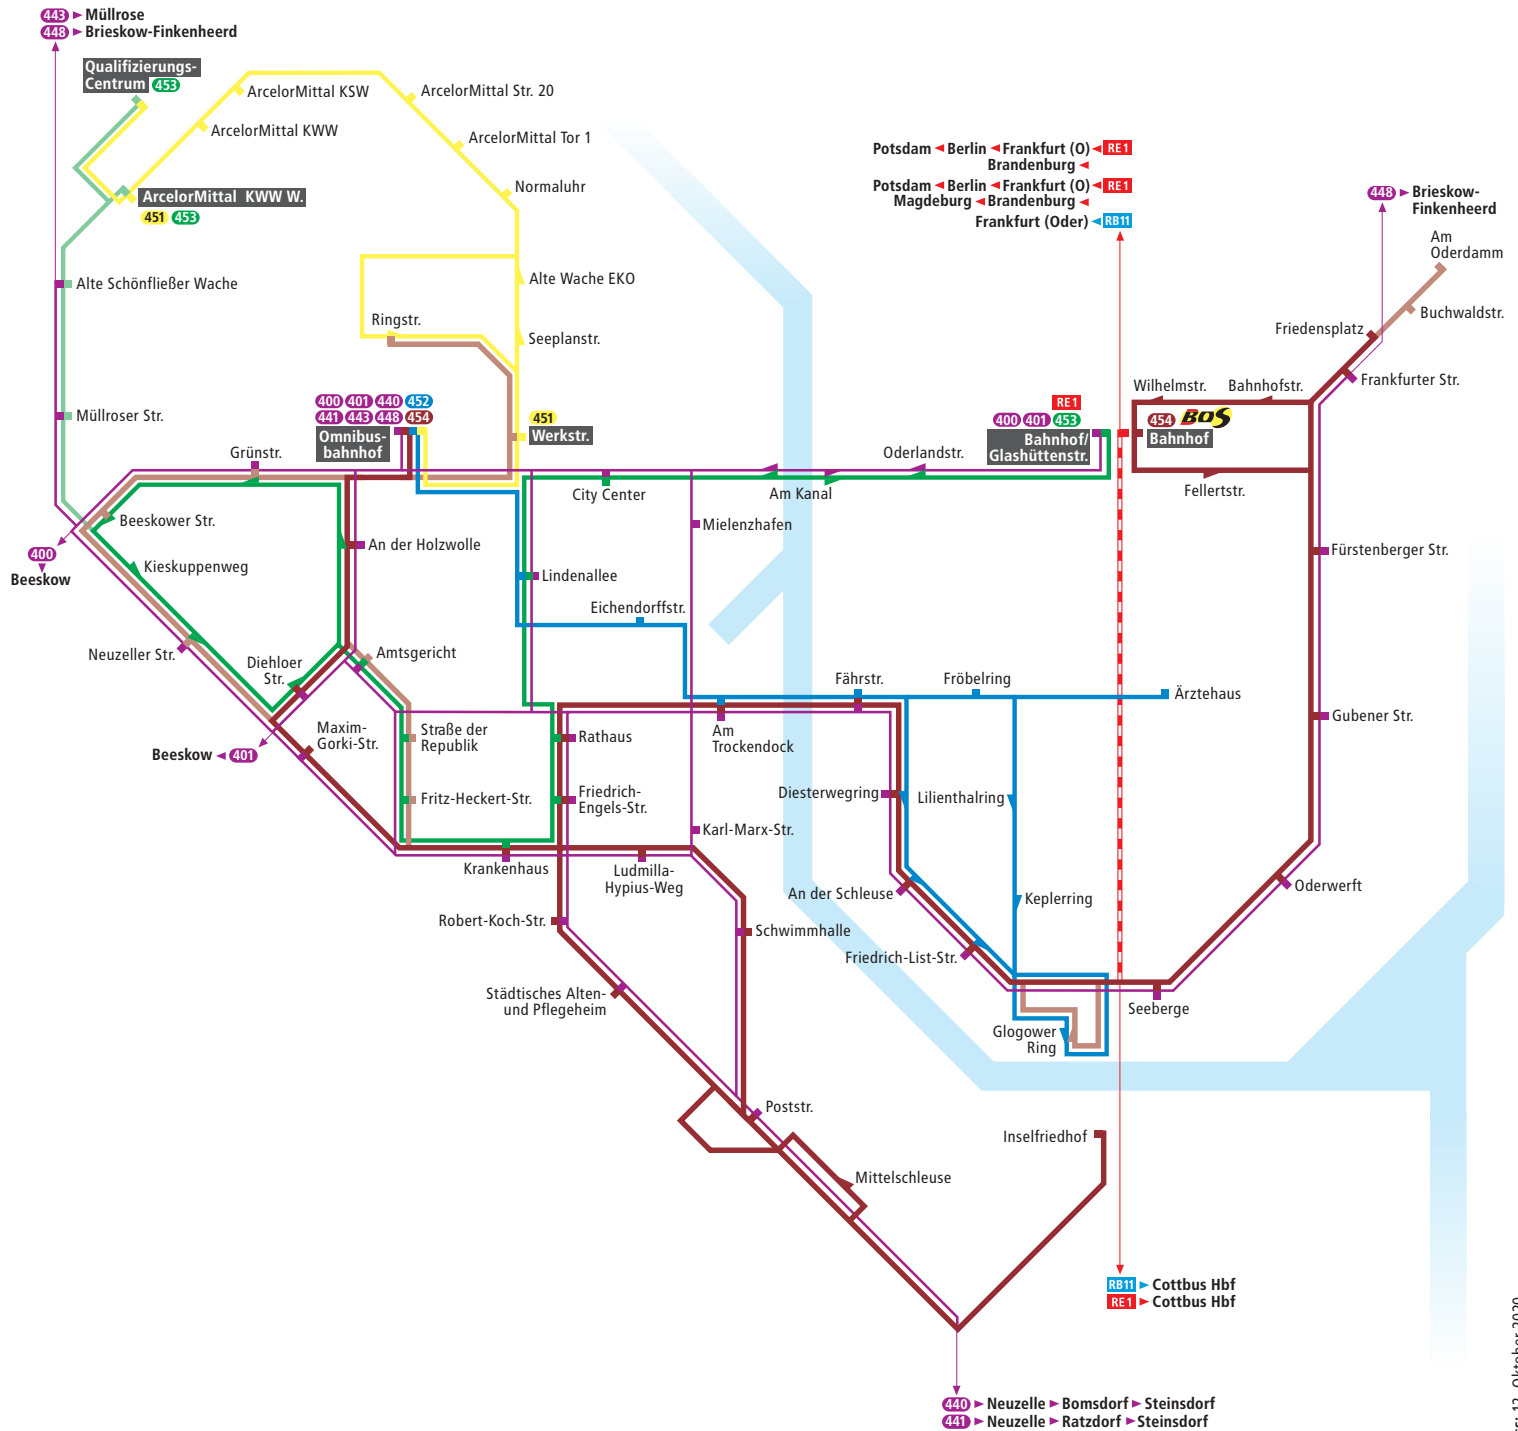 443 Müllrose
448 Brieskow-Finkenheerd
Qualifizierungs-
Centrum 453
ArcelorMittal KSW
ArcelorMittal Str. 20
ArcelorMittal KWW
ArcelorMittal Tor 1
Normaluhr
ArcelorMittal KWW W.
451 453
Alte Schönfließer Wache
Alte Wache EKO
Ringstr.
Seeplanstr.
Müllroser Str.
400 401 440 452
441 443 448 454
Omnibus-
bahnhof
451
Werkstr.
Potsdam Berlin Frankfurt (O) RE1
Brandenburg
Potsdam Berlin Frankfurt (O) RE1
Magdeburg Brandenburg
Frankfurt (Oder) RB11
448 Brieskow-
Finkenheerd
Am
Oderdamm
Buchwaldstr.
Friedensplatz
Frankfurter Str.
Wilhelmstr.
Bahnhofstr.
RE1
400 401 453
Bahnhof/
Glashüttenstr.
454 BOS
Bahnhof
Fellertstr.
Grünstr.
City Center
Am Kanal
Oderlandstr.
Beeskower Str.
Mielenzhafen
An der Holzwolle
Fürstenberger Str.
400
Beeskow
Kieskuppenweg
Lindenallee
Eichendorffstr.
Neuzeller Str.
Diehloer
Str.
Amtsgericht
Fährstr.
Fröbelring
Ärztehaus
Gubener Str.
Maxim-
Gorki-Str.
Straße der
Republik
Rathaus
Am
Trockendock
Beeskow 401
Fritz-Heckert-Str.
Friedrich-
Engels-Str.
Diesterwegring
Lilienthalring
Karl-Marx-Str.
Krankenhaus
Ludmilla-
Hypius-Weg
An der Schleuse
Keplerring
Oderwerft
Robert-Koch-Str.
Schwimmhalle
Friedrich-List-Str.
Städtisches Alten-
und Pflegeheim
Seeberge
Glogower
Ring
Poststr.
Inselfriedhof
Mittelschleuse
RB11 Cottbus Hbf
RE1 Cottbus Hbf
440 Neuzelle Bomsdorf Steinsdorf
441 Neuzelle Ratzdorf Steinsdorf
12. Oktober 2020